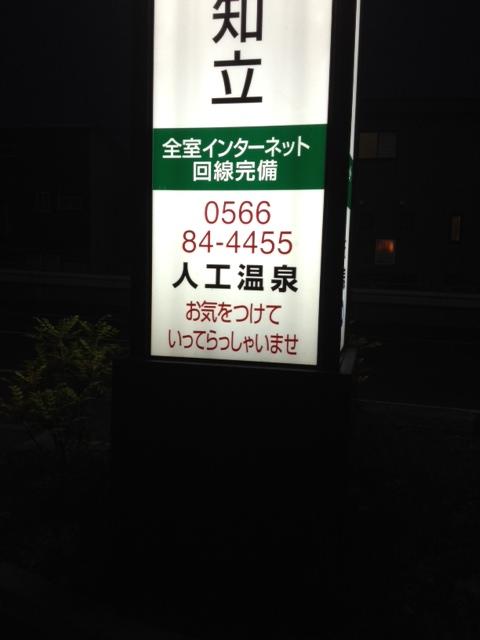 知立
全室インターネット
回線完備
0566
84-4455
人工温泉
お気をつけて
いってらっしゃいませ